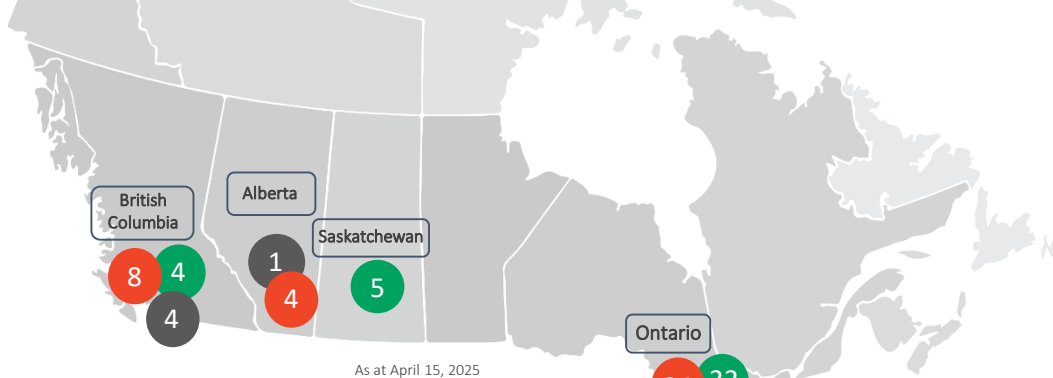 British
Columbia
Alberta
Saskatchewan
8
4
4
1
4
5
Ontario
As at April 15, 2025